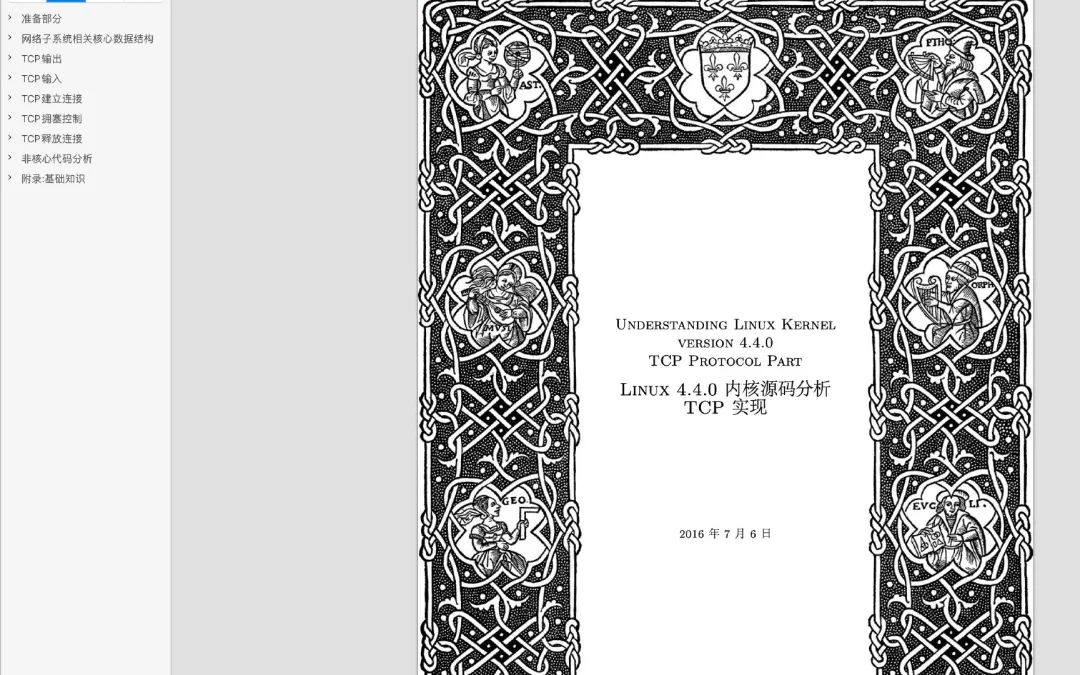 准备部分
网络子系统相关核心数据结构
TCP输出
TCP输入
TCP建立连接
TCP拥塞控制
TCP释放连接
非核心代码分析
附录:基础知识
AST.
PTHO
MVSI
ORPH
GEO.
EVCLI.
UNDERSTANDING LINUX KERNEL
VERSION 4.4.0
TCP PROTOCOL PART
LINUX 4.4.0 内核源码分析
TCP 实现
2016 年 7 月 6 日